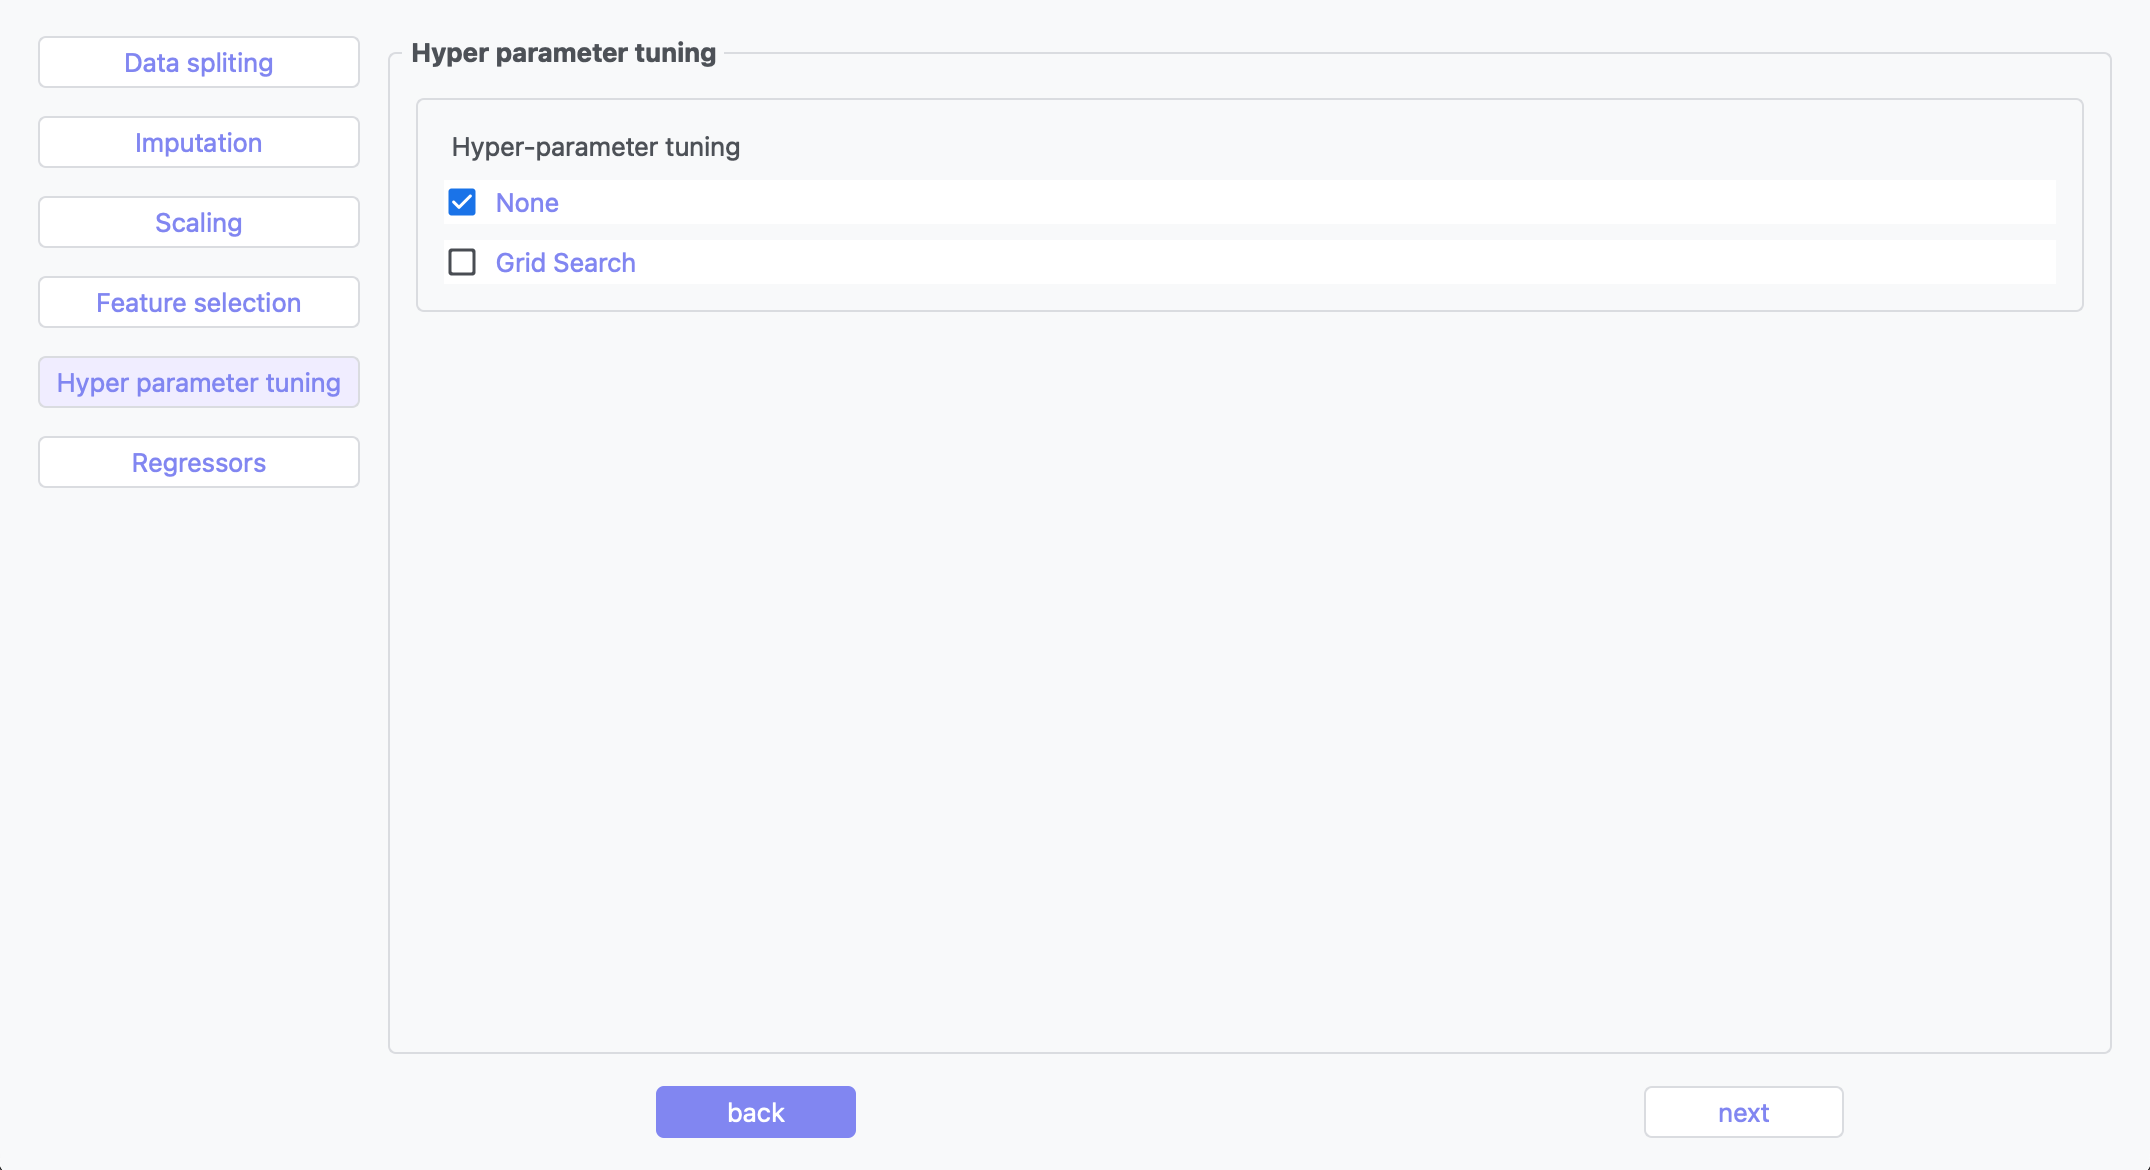 Data spliting
Imputation
Scaling
Feature selection
Hyper parameter tuning
Regressors
Hyper parameter tuning
Hyper-parameter tuning
None
Grid Search
back
next